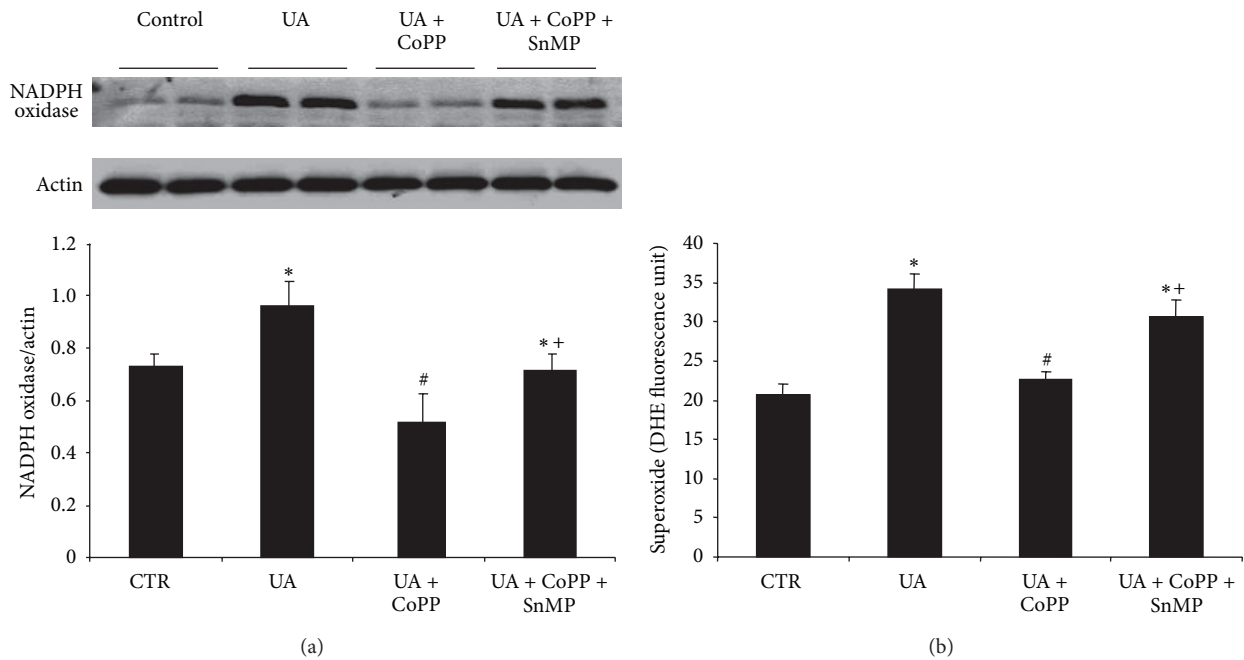 Control UA UA + UA + CoPP +
CoPP SnMP
NADPH
oxidase
Actin
1.2
1.0
0.8
0.6
0.4
0.2
0
NADPH oxidase/actin
*
#
* +
CTR UA UA + UA + CoPP +
CoPP SnMP
(a)
40
35
30
25
20
15
10
5
0
Superoxide (DHE fluorescence unit)
*
#
* +
CTR UA UA + UA + CoPP +
CoPP SnMP
(b)